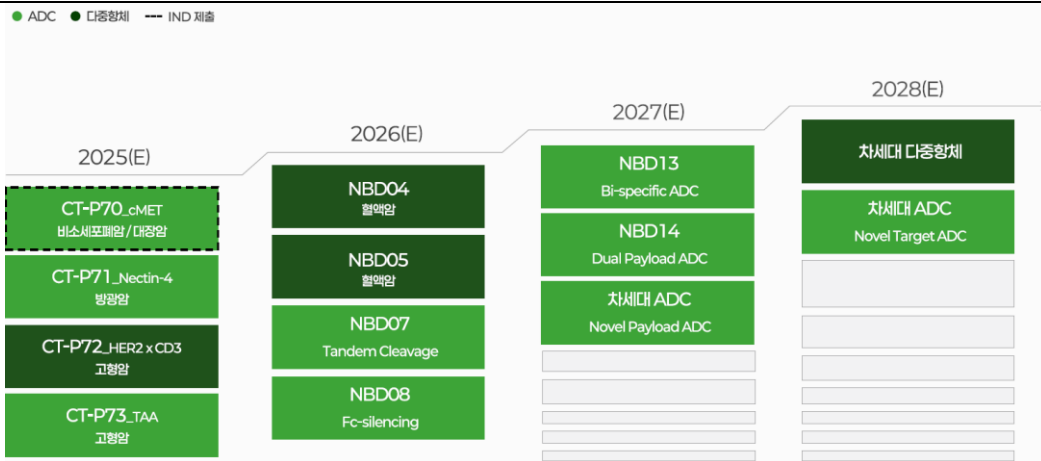 ADC 다중항체 --- IND 제출
2025(E)
CT-P70_cMET
비소세포폐암 / 대장암
CT-P71_Nectin-4
방광암
CT-P72_HER2 x CD3
고형암
CT-P73_TAA
고형암
2026(E)
NBD04
혈액암
NBD05
혈액암
NBD07
Tandem Cleavage
NBD08
Fc-silencing
2027(E)
NBD13
Bi-specific ADC
NBD14
Dual Payload ADC
차세대 ADC
Novel Payload ADC
2028(E)
차세대 다중항체
차세대 ADC
Novel Target ADC